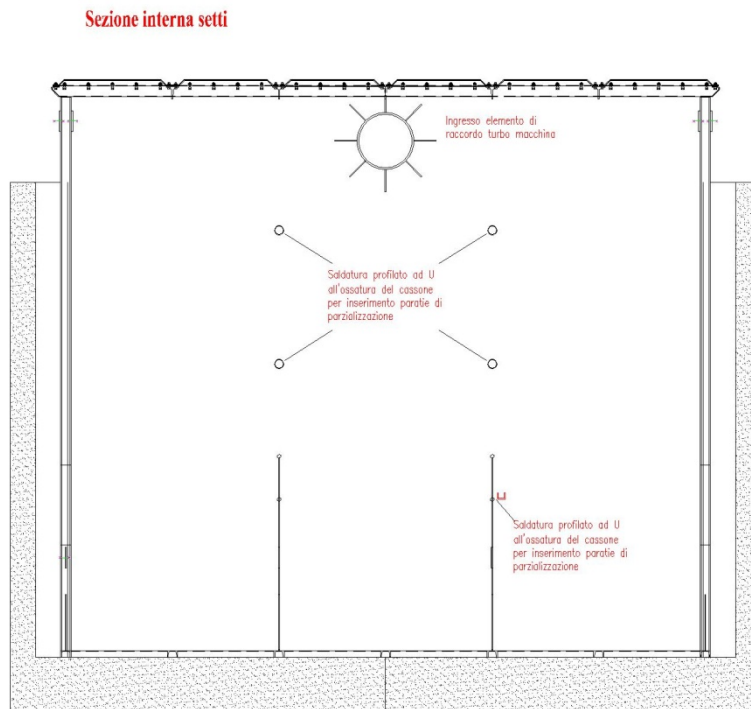 Sezione interna setti
Ingresso elemento di
raccordo turbo macchina
Saldatura profilato ad U
all'ossatura del cassone
per inserimento paratie di
parzializzazione
Saldatura profilato ad U
all'ossatura del cassone
per inserimento paratie di
parzializzazione